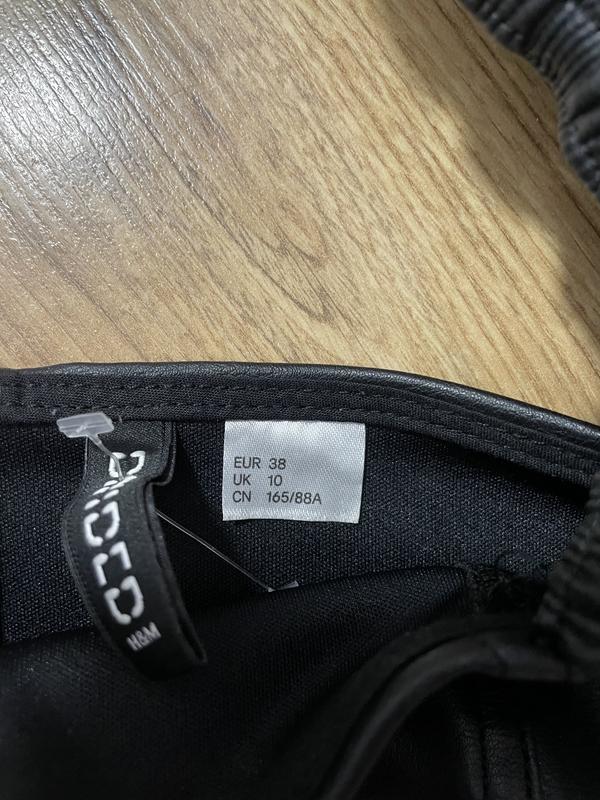 DIVIDED
H&M
EUR 38
UK 10
CN 165/88A